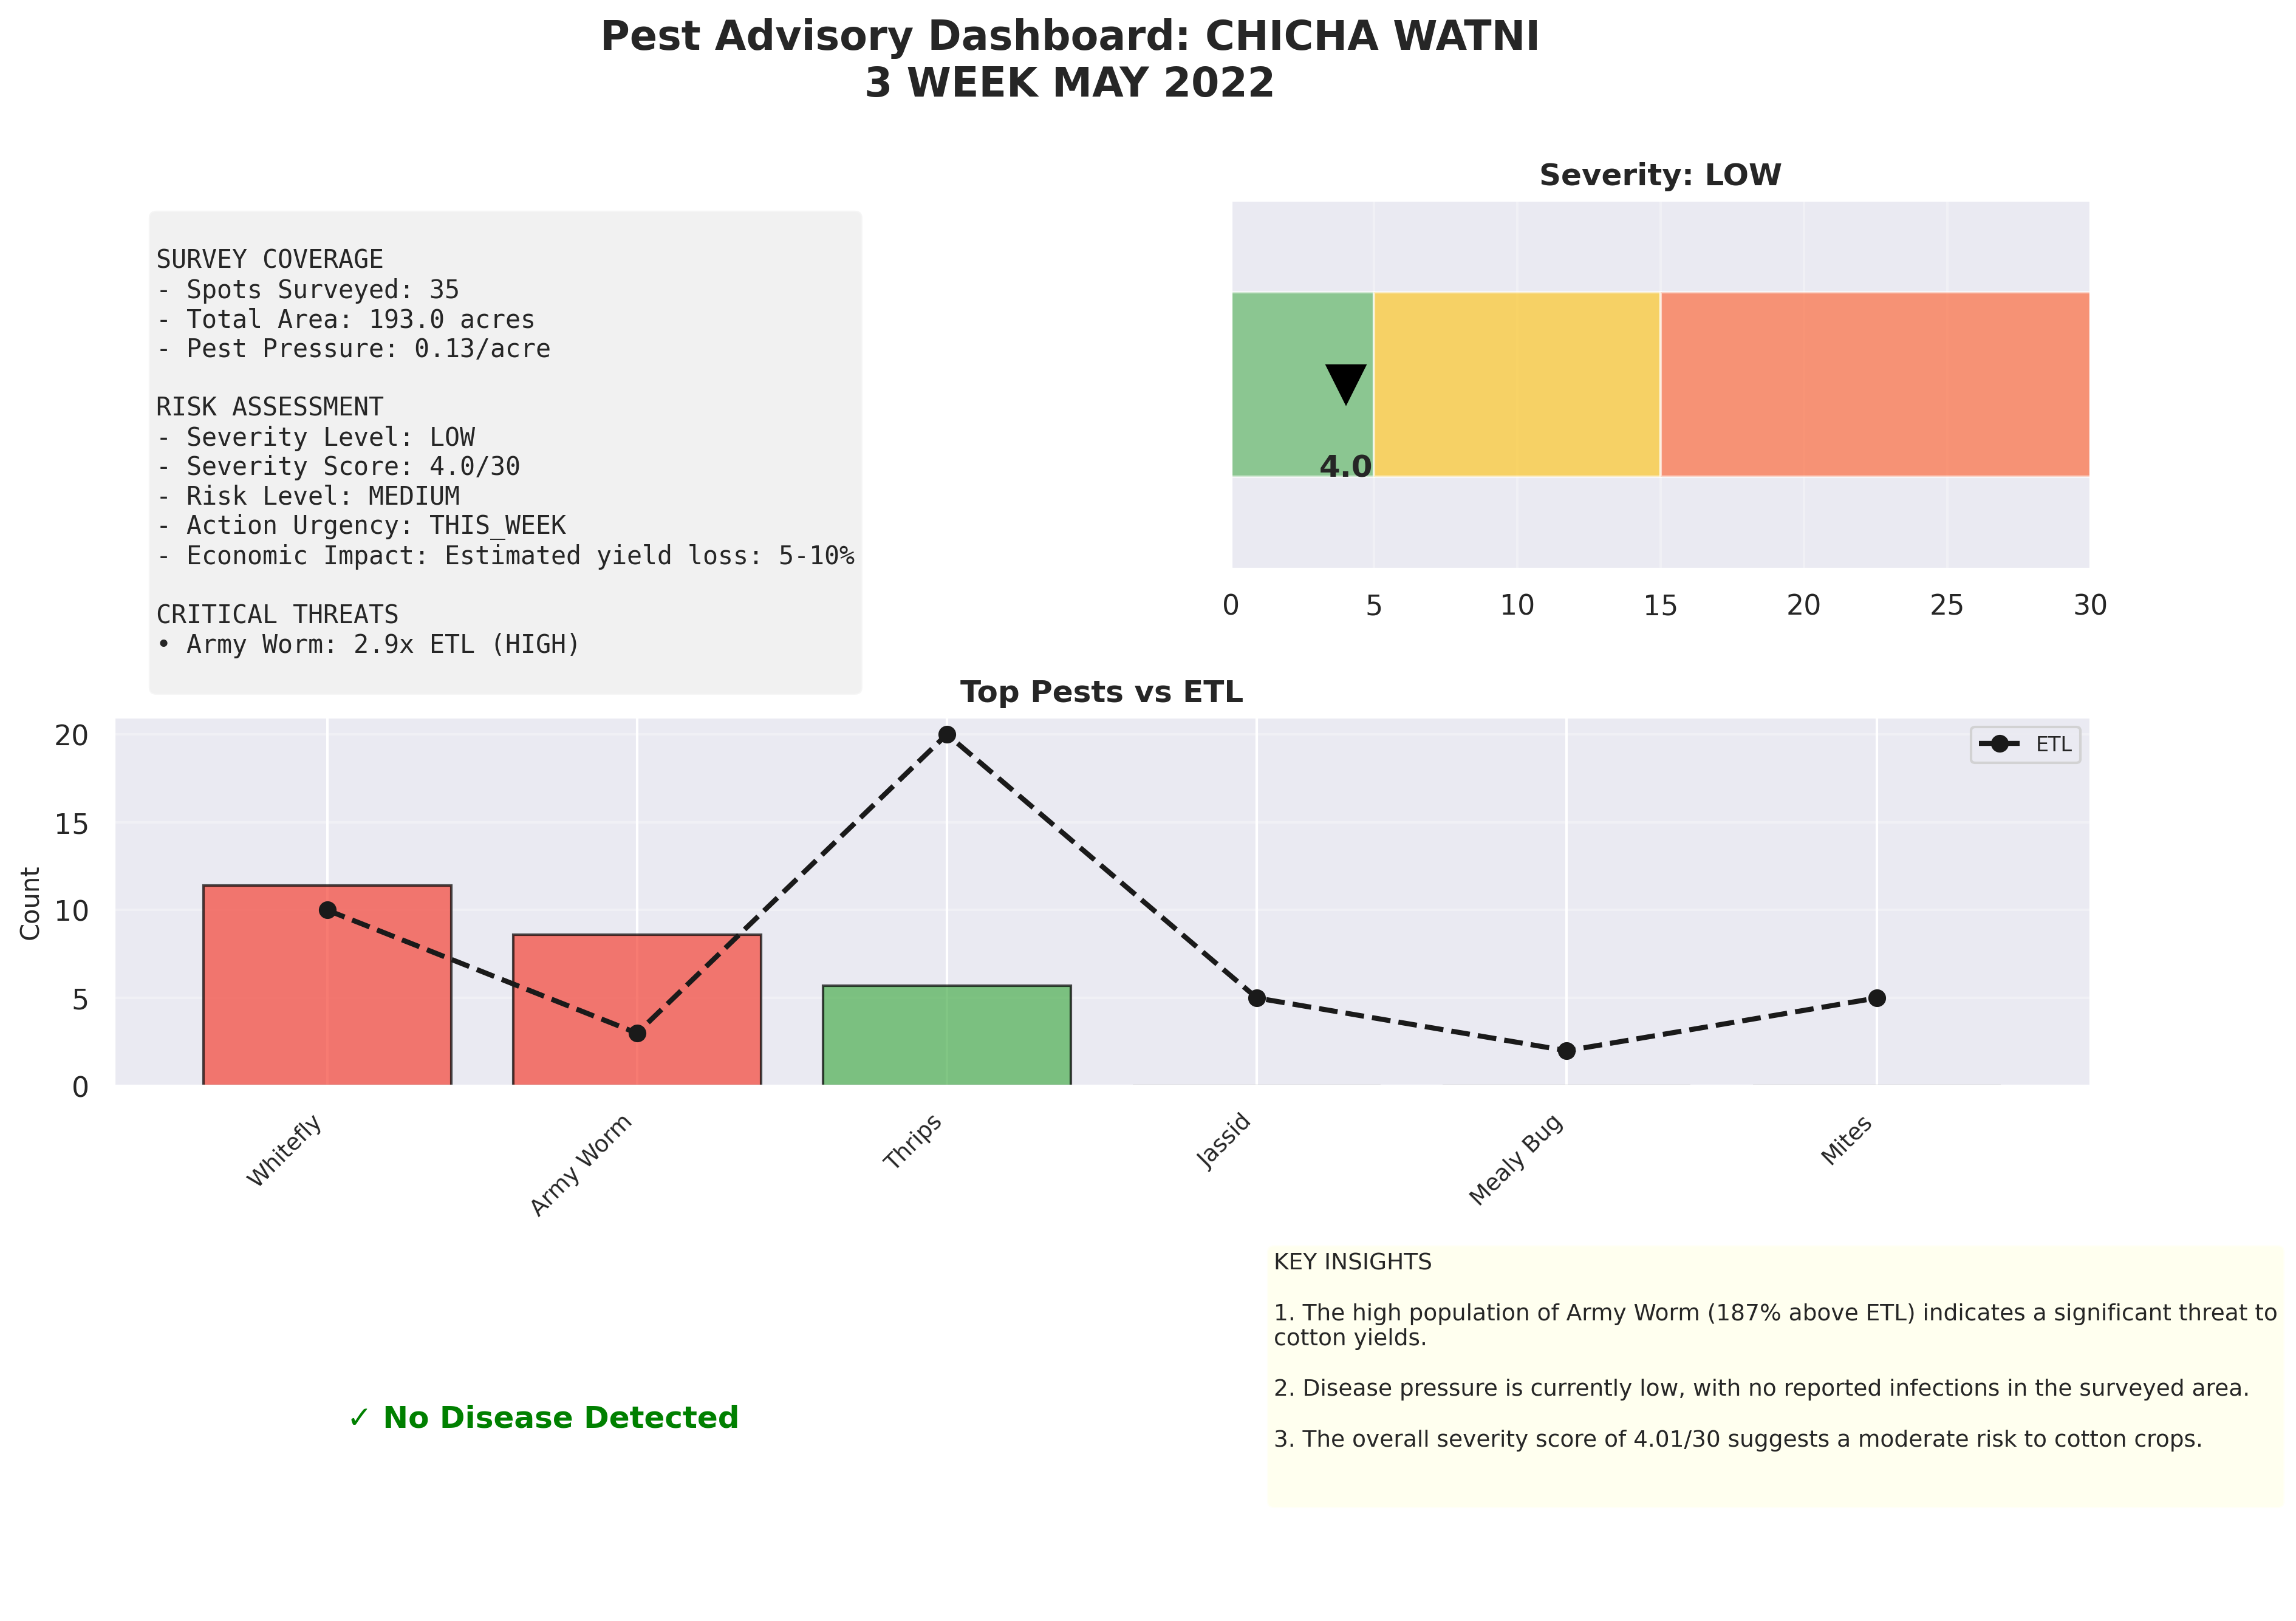 Pest Advisory Dashboard: CHICHA WATNI
3 WEEK MAY 2022
SURVEY COVERAGE
- Spots Surveyed: 35
- Total Area: 193.0 acres
- Pest Pressure: 0.13/acre
RISK ASSESSMENT
- Severity Level: LOW
- Severity Score: 4.0/30
- Risk Level: MEDIUM
- Action Urgency: THIS_WEEK
- Economic Impact: Estimated yield loss: 5-10%
CRITICAL THREATS
• Army Worm: 2.9x ETL (HIGH)
Severity: LOW
4.0
0 5 10 15 20 25 30
Top Pests vs ETL
ETL
Count
20
15
10
5
0
Whitefly
Army Worm
Thrips
Jassid
Mealy Bug
Mites
✓ No Disease Detected
KEY INSIGHTS
1. The high population of Army Worm (187% above ETL) indicates a significant threat to
cotton yields.
2. Disease pressure is currently low, with no reported infections in the surveyed area.
3. The overall severity score of 4.01/30 suggests a moderate risk to cotton crops.